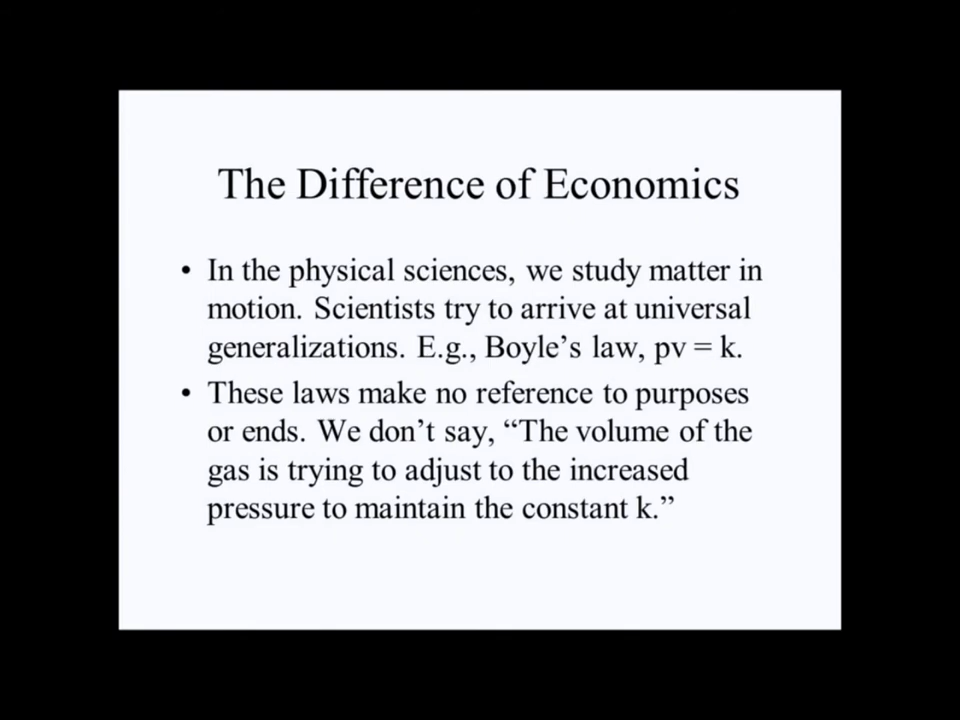 The Difference of Economics
• In the physical sciences, we study matter in
motion. Scientists try to arrive at universal
generalizations. E.g., Boyle’s law, pv = k.
• These laws make no reference to purposes
or ends. We don’t say, “The volume of the
gas is trying to adjust to the increased
pressure to maintain the constant k.”